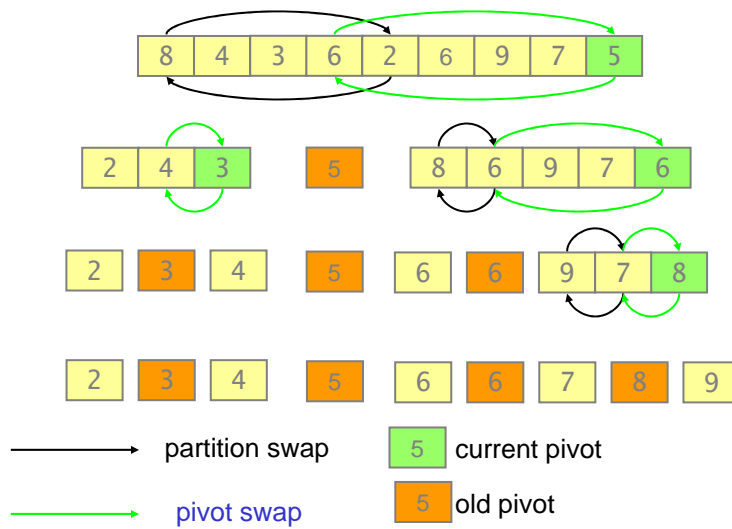 8 4 3 6 2 6 9 7 5
2 4 3 5 8 6 9 7 6
2 3 4 5 6 6 9 7 8
2 3 4 5 6 6 7 8 9
partition swap 5 current pivot
pivot swap 5 old pivot